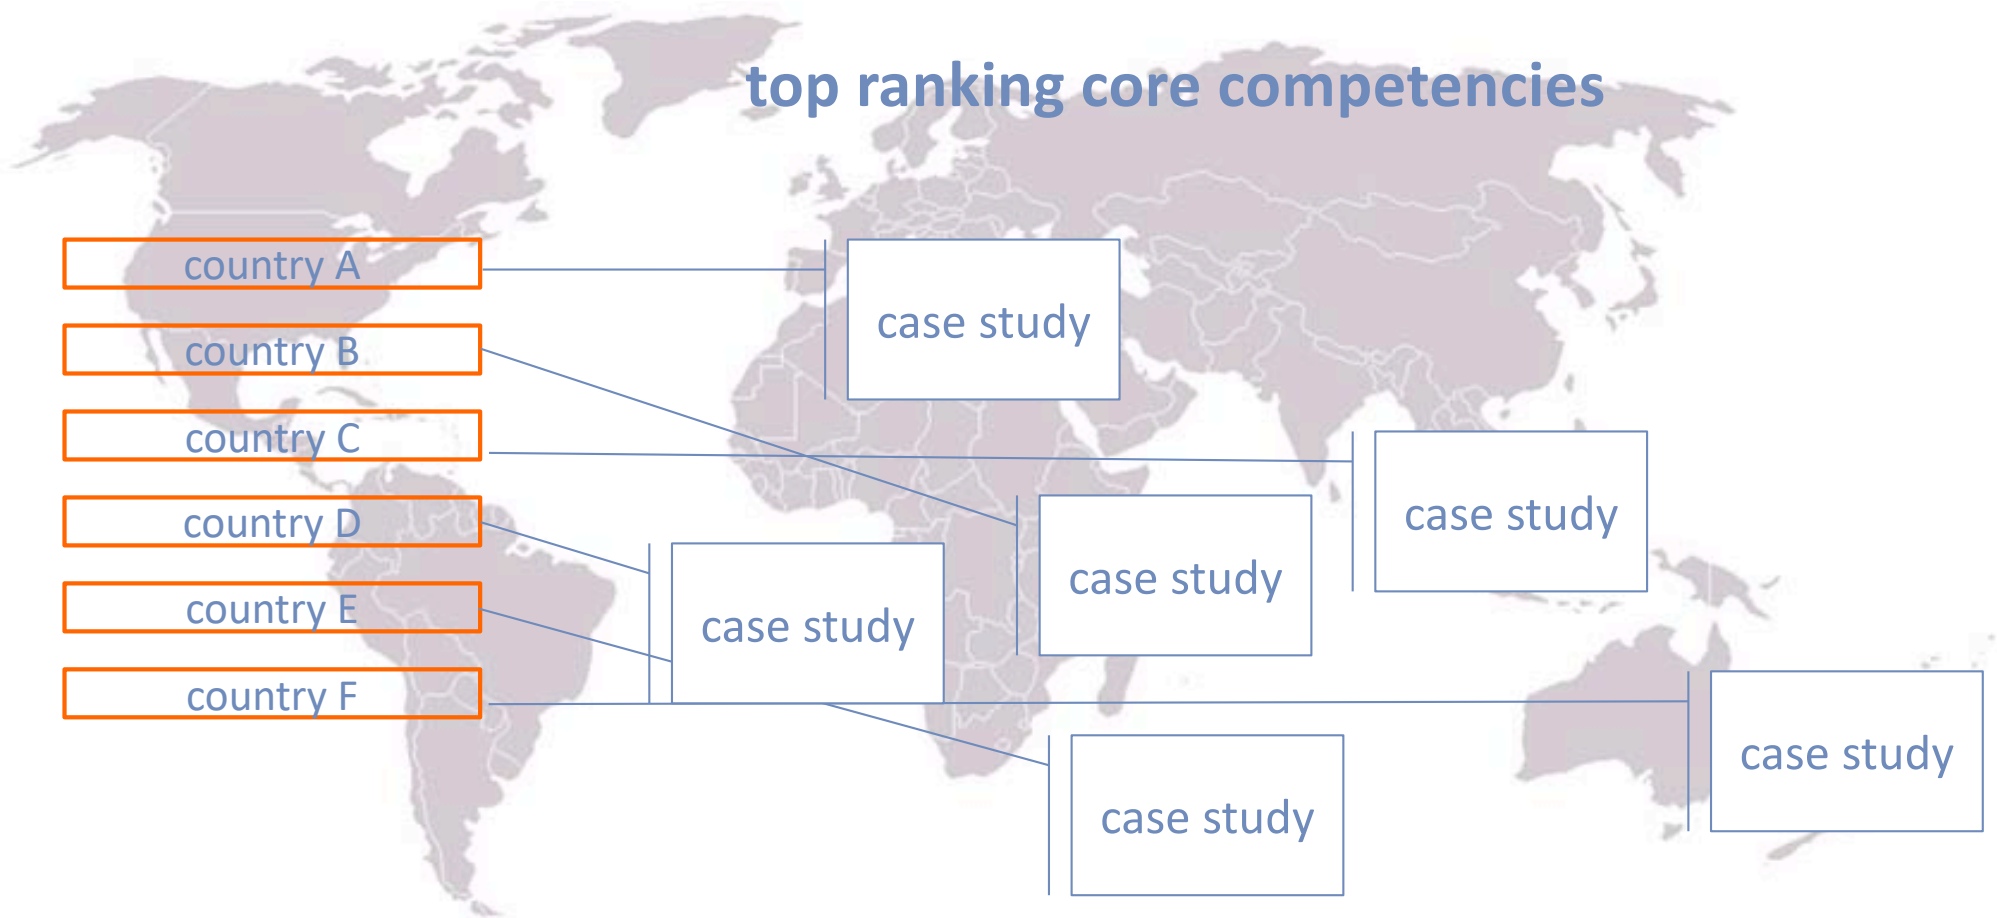 top ranking core competencies
country A
country B
country C
country D
country E
country F
case study
case study
case study
case study
case study
case study